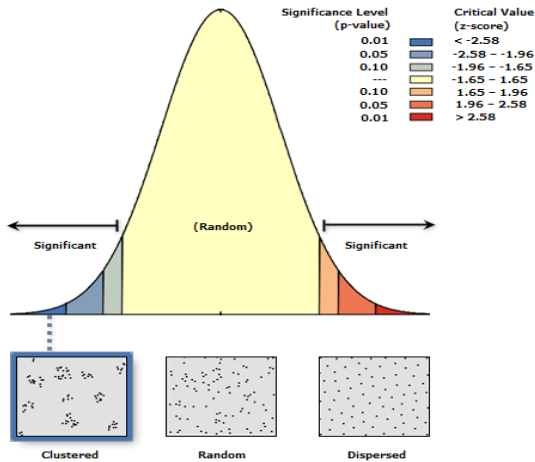 Significance Level Critical Value
(p-value) (z-score)
0.01 < -2.58
0.05 -2.58 – -1.96
0.10 -1.96 – -1.65
--- -1.65 – 1.65
0.10 1.65 – 1.96
0.05 1.96 – 2.58
0.01 > 2.58
(Random)
Significant Significant
Clustered Random Dispersed